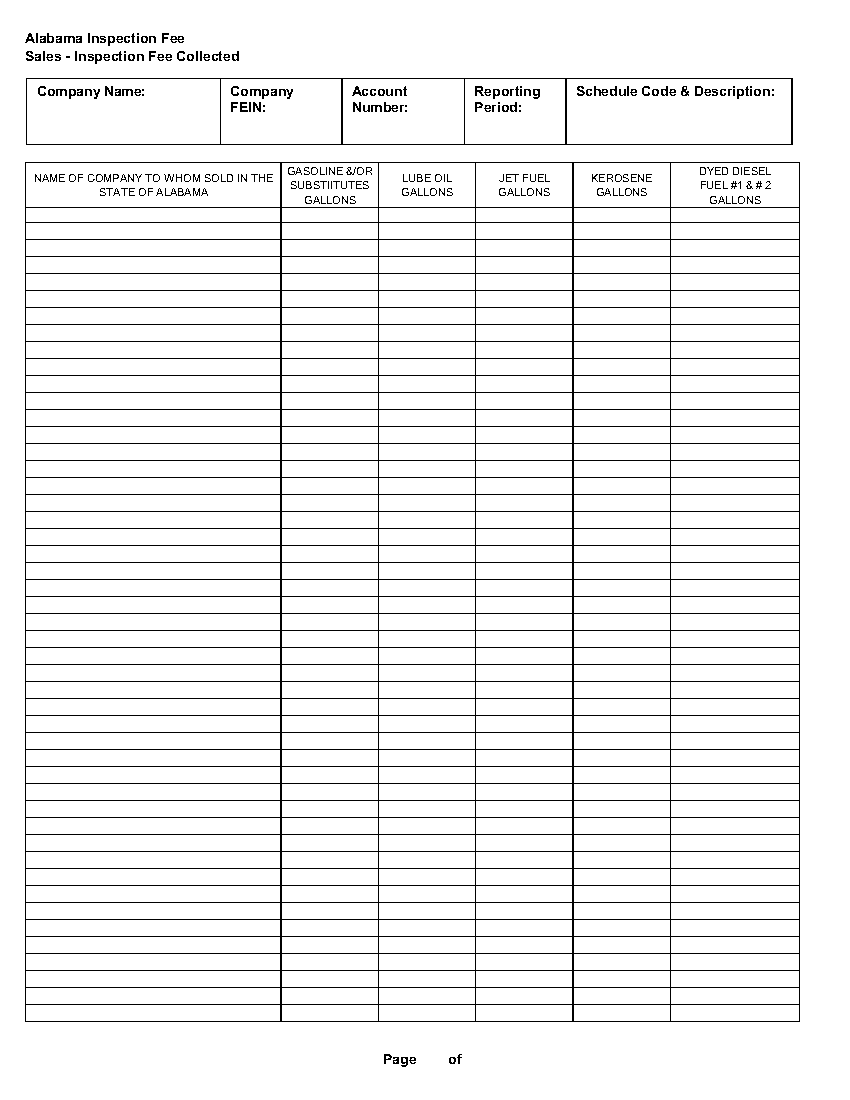 Alabama Inspection Fee
Sales - Inspection Fee Collected
Company Name:
Company
FEIN:
Account
Number:
Reporting
Period:
Schedule Code & Description:
NAME OF COMPANY TO WHOM SOLD IN THE
STATE OF ALABAMA
GASOLINE &/OR
SUBSTIITUTES
GALLONS
LUBE OIL
GALLONS
JET FUEL
GALLONS
KEROSENE
GALLONS
DYED DIESEL
FUEL #1 & # 2
GALLONS
Page of